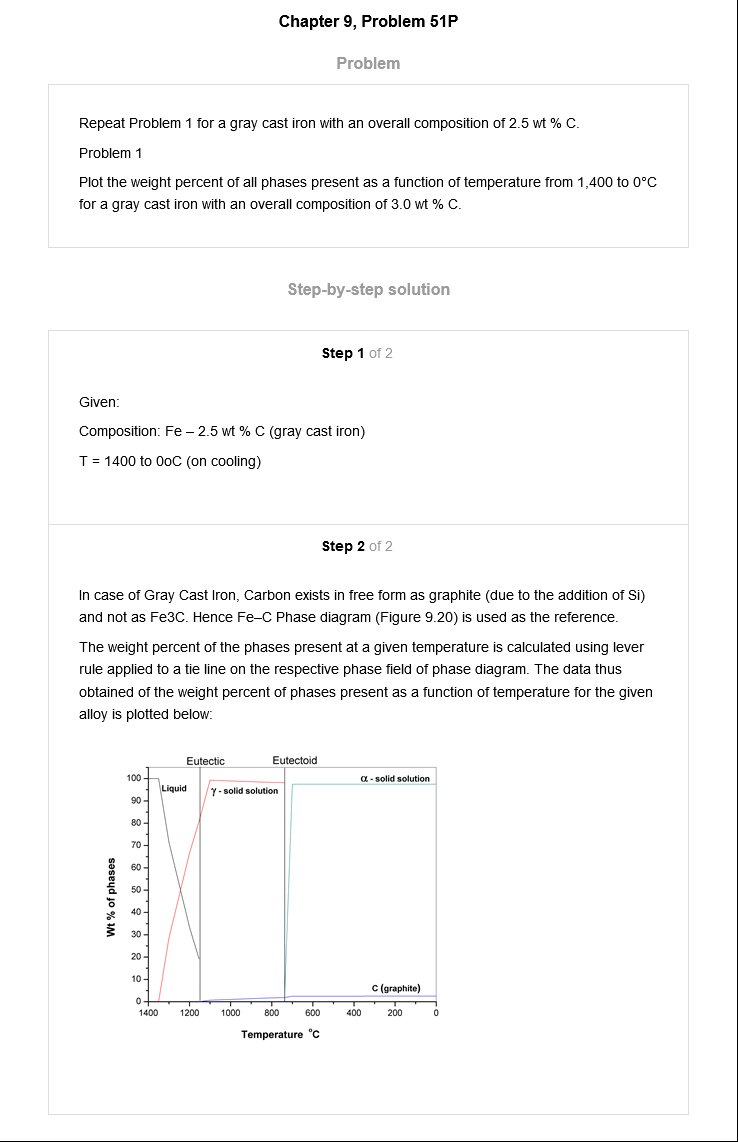 Chapter 9, Problem 51P
Problem
Repeat Problem 1 for a gray cast iron with an overall composition of 2.5 wt % C.
Problem 1
Plot the weight percent of all phases present as a function of temperature from 1,400 to 0°C
for a gray cast iron with an overall composition of 3.0 wt % C.
Step-by-step solution
Step 1 of 2
Given:
Composition: Fe – 2.5 wt % C (gray cast iron)
T = 1400 to 0oC (on cooling)
Step 2 of 2
In case of Gray Cast Iron, Carbon exists in free form as graphite (due to the addition of Si)
and not as Fe3C. Hence Fe–C Phase diagram (Figure 9.20) is used as the reference.
The weight percent of the phases present at a given temperature is calculated using lever
rule applied to a tie line on the respective phase field of phase diagram. The data thus
obtained of the weight percent of phases present as a function of temperature for the given
alloy is plotted below:
Eutectic Eutectoid
100 α - solid solution
Liquid γ - solid solution
90
80
70
60
50
40
30
20
10 C (graphite)
0
Wt % of phases
1400 1200 1000 800 600 400 200 0
Temperature °C